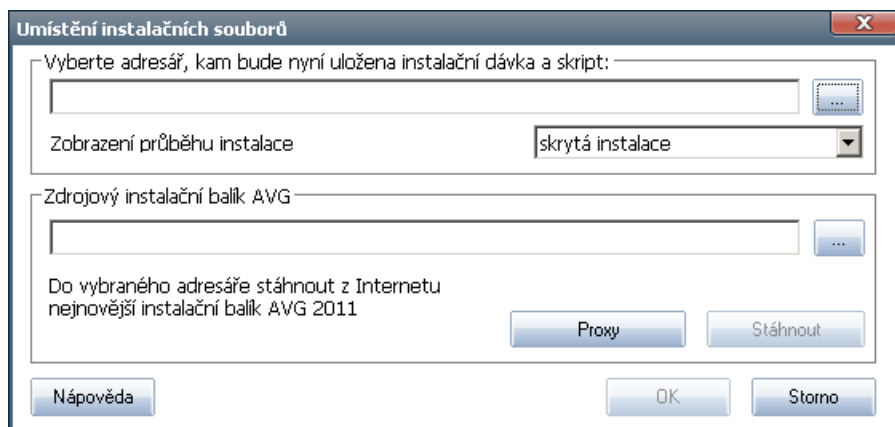 Umístění instalačních souborů
Vyberte adresář, kam bude nyní uložena instalační dávka a skript:
...
Zobrazení průběhu instalace
skrytá instalace
Zdrojový instalační balík AVG
...
Do vybraného adresáře stáhnout z Internetu
nejnovější instalační balík AVG 2011
Proxy
Stáhnout
Nápověda
OK
Storno